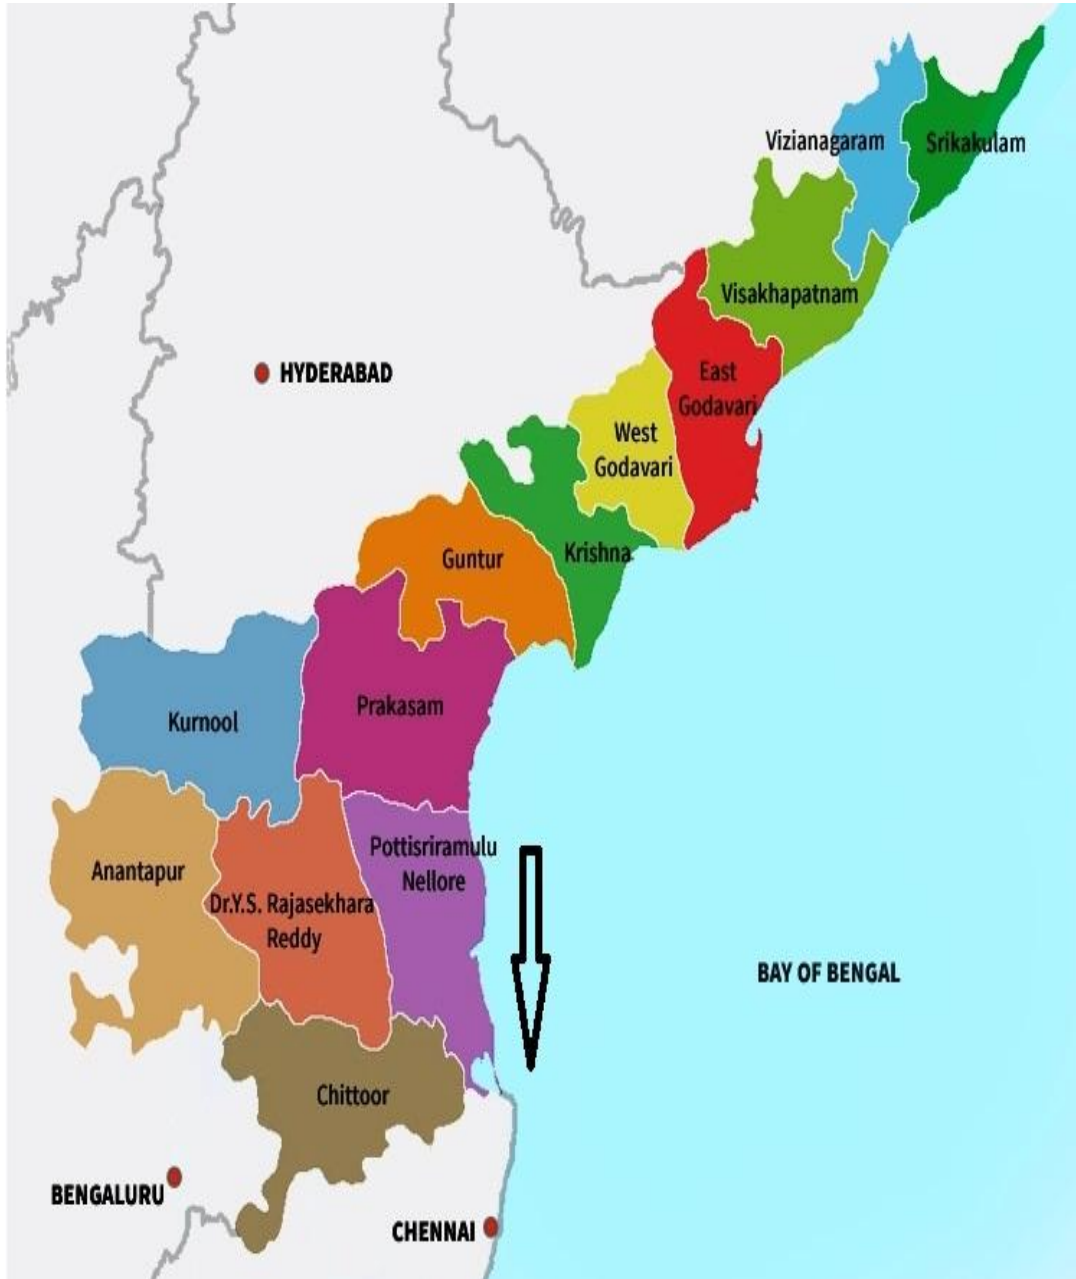 Vizianagaram
Srikakulam
Visakhapatnam
HYDERABAD
East
Godavari
West
Godavari
Guntur
Krishna
Prakasam
Kurnool
Pottisriramulu
Nellore
Anantapur
Dr.Y.S. Rajasekhara
Reddy
BAY OF BENGAL
Chittoor
BENGALURU
CHENNAI